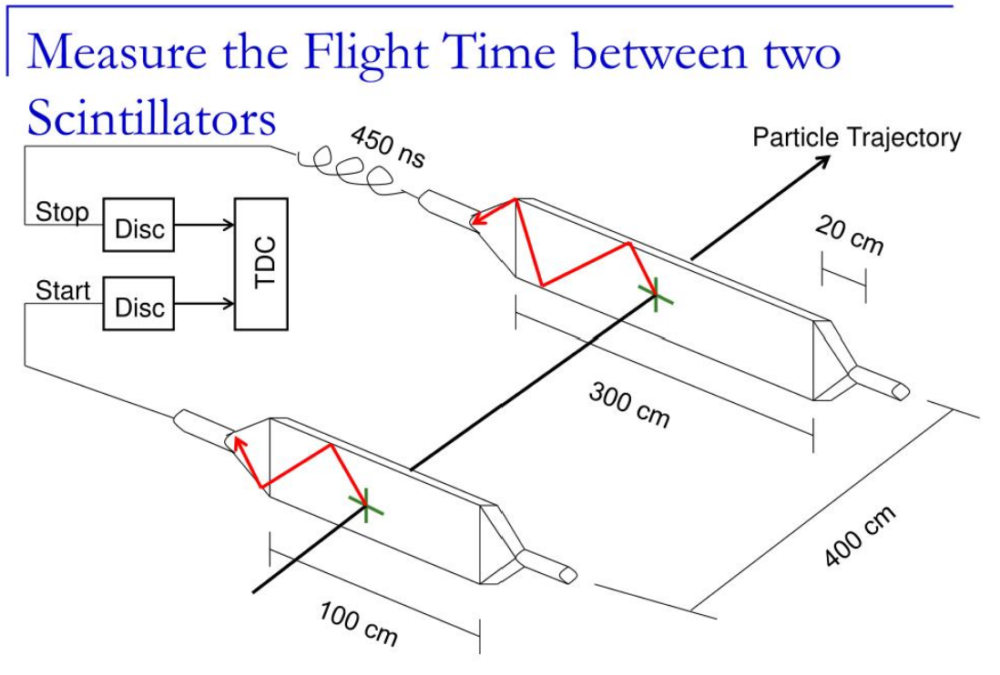 Measure the Flight Time between two
Scintillators
450 ns
Particle Trajectory
Stop
Disc
TDC
20 cm
Start
Disc
300 cm
400 cm
100 cm